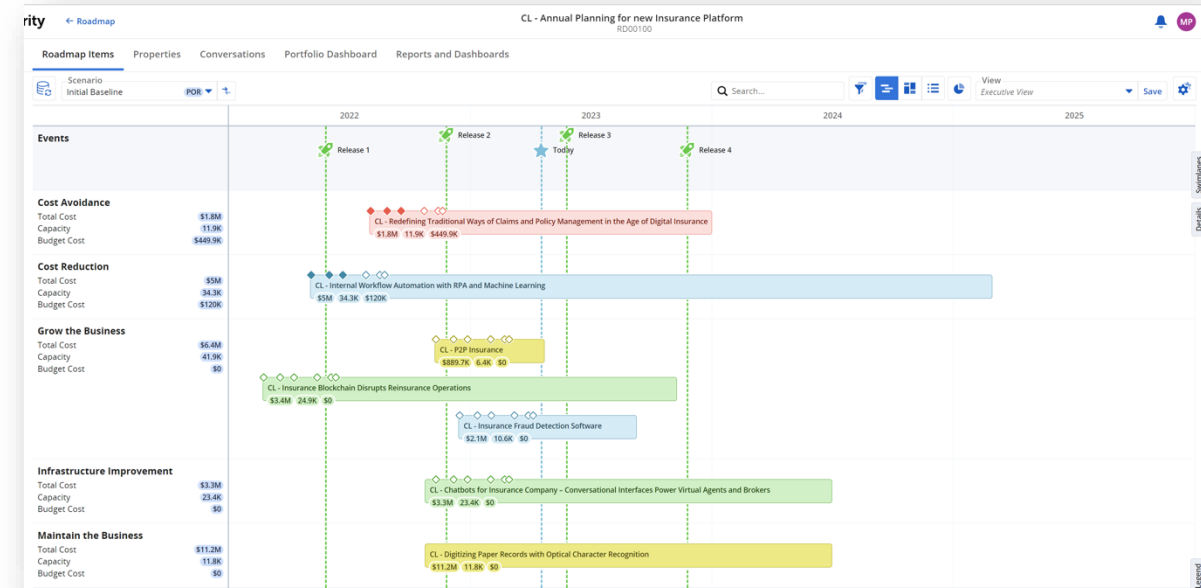 rity
← Roadmap
CL - Annual Planning for new Insurance Platform
RD00100
MP
Roadmap Items
Properties
Conversations
Portfolio Dashboard
Reports and Dashboards
Scenario
Initial Baseline
POR
Search...
View
Executive View
Save
2022
2023
2024
2025
Events
Release 2
Release 3
Release 1
Today
Release 4
Swimlanes
Details
Cost Avoidance
Total Cost $1.8M
Capacity 11.9K
Budget Cost $449.9K
CL - Redefining Traditional Ways of Claims and Policy Management in the Age of Digital Insurance
$1.8M 11.9K $449.9K
Cost Reduction
Total Cost $5M
Capacity 34.3K
Budget Cost $120K
CL - Internal Workflow Automation with RPA and Machine Learning
$5M 34.3K $120K
Grow the Business
Total Cost $6.4M
Capacity 41.9K
Budget Cost $0
CL - P2P Insurance
$889.7K 6.4K $0
CL - Insurance Blockchain Disrupts Reinsurance Operations
$3.4M 24.9K $0
CL - Insurance Fraud Detection Software
$2.1M 10.6K $0
Infrastructure Improvement
Total Cost $3.3M
Capacity 23.4K
Budget Cost $0
CL - Chatbots for Insurance Company – Conversational Interfaces Power Virtual Agents and Brokers
$3.3M 23.4K $0
Maintain the Business
Total Cost $11.2M
Capacity 11.8K
Budget Cost $0
CL - Digitizing Paper Records with Optical Character Recognition
$11.2M 11.8K $0